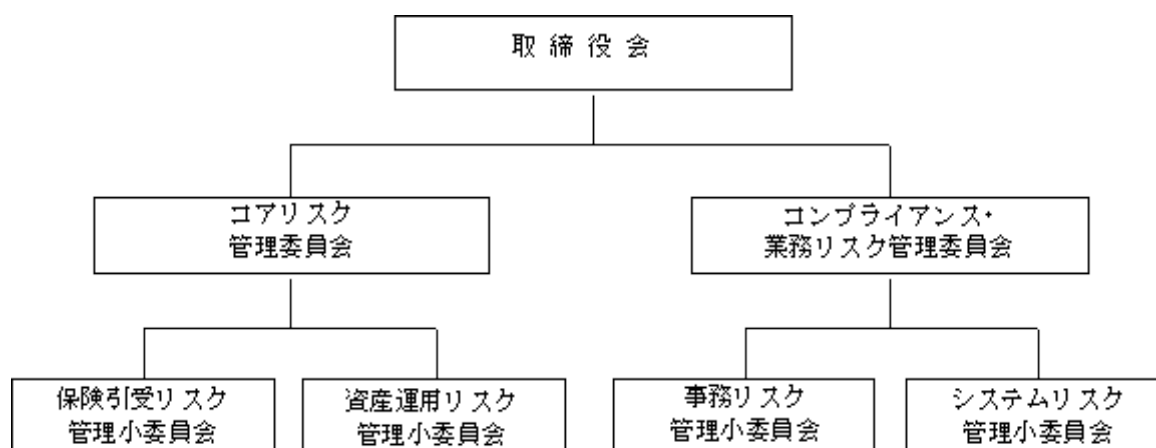 取締役会
コアリスク
管理委員会
コンプライアンス・
業務リスク管理委員会
保険引受リスク
管理小委員会
資産運用リスク
管理小委員会
事務リスク
管理小委員会
システムリスク
管理小委員会